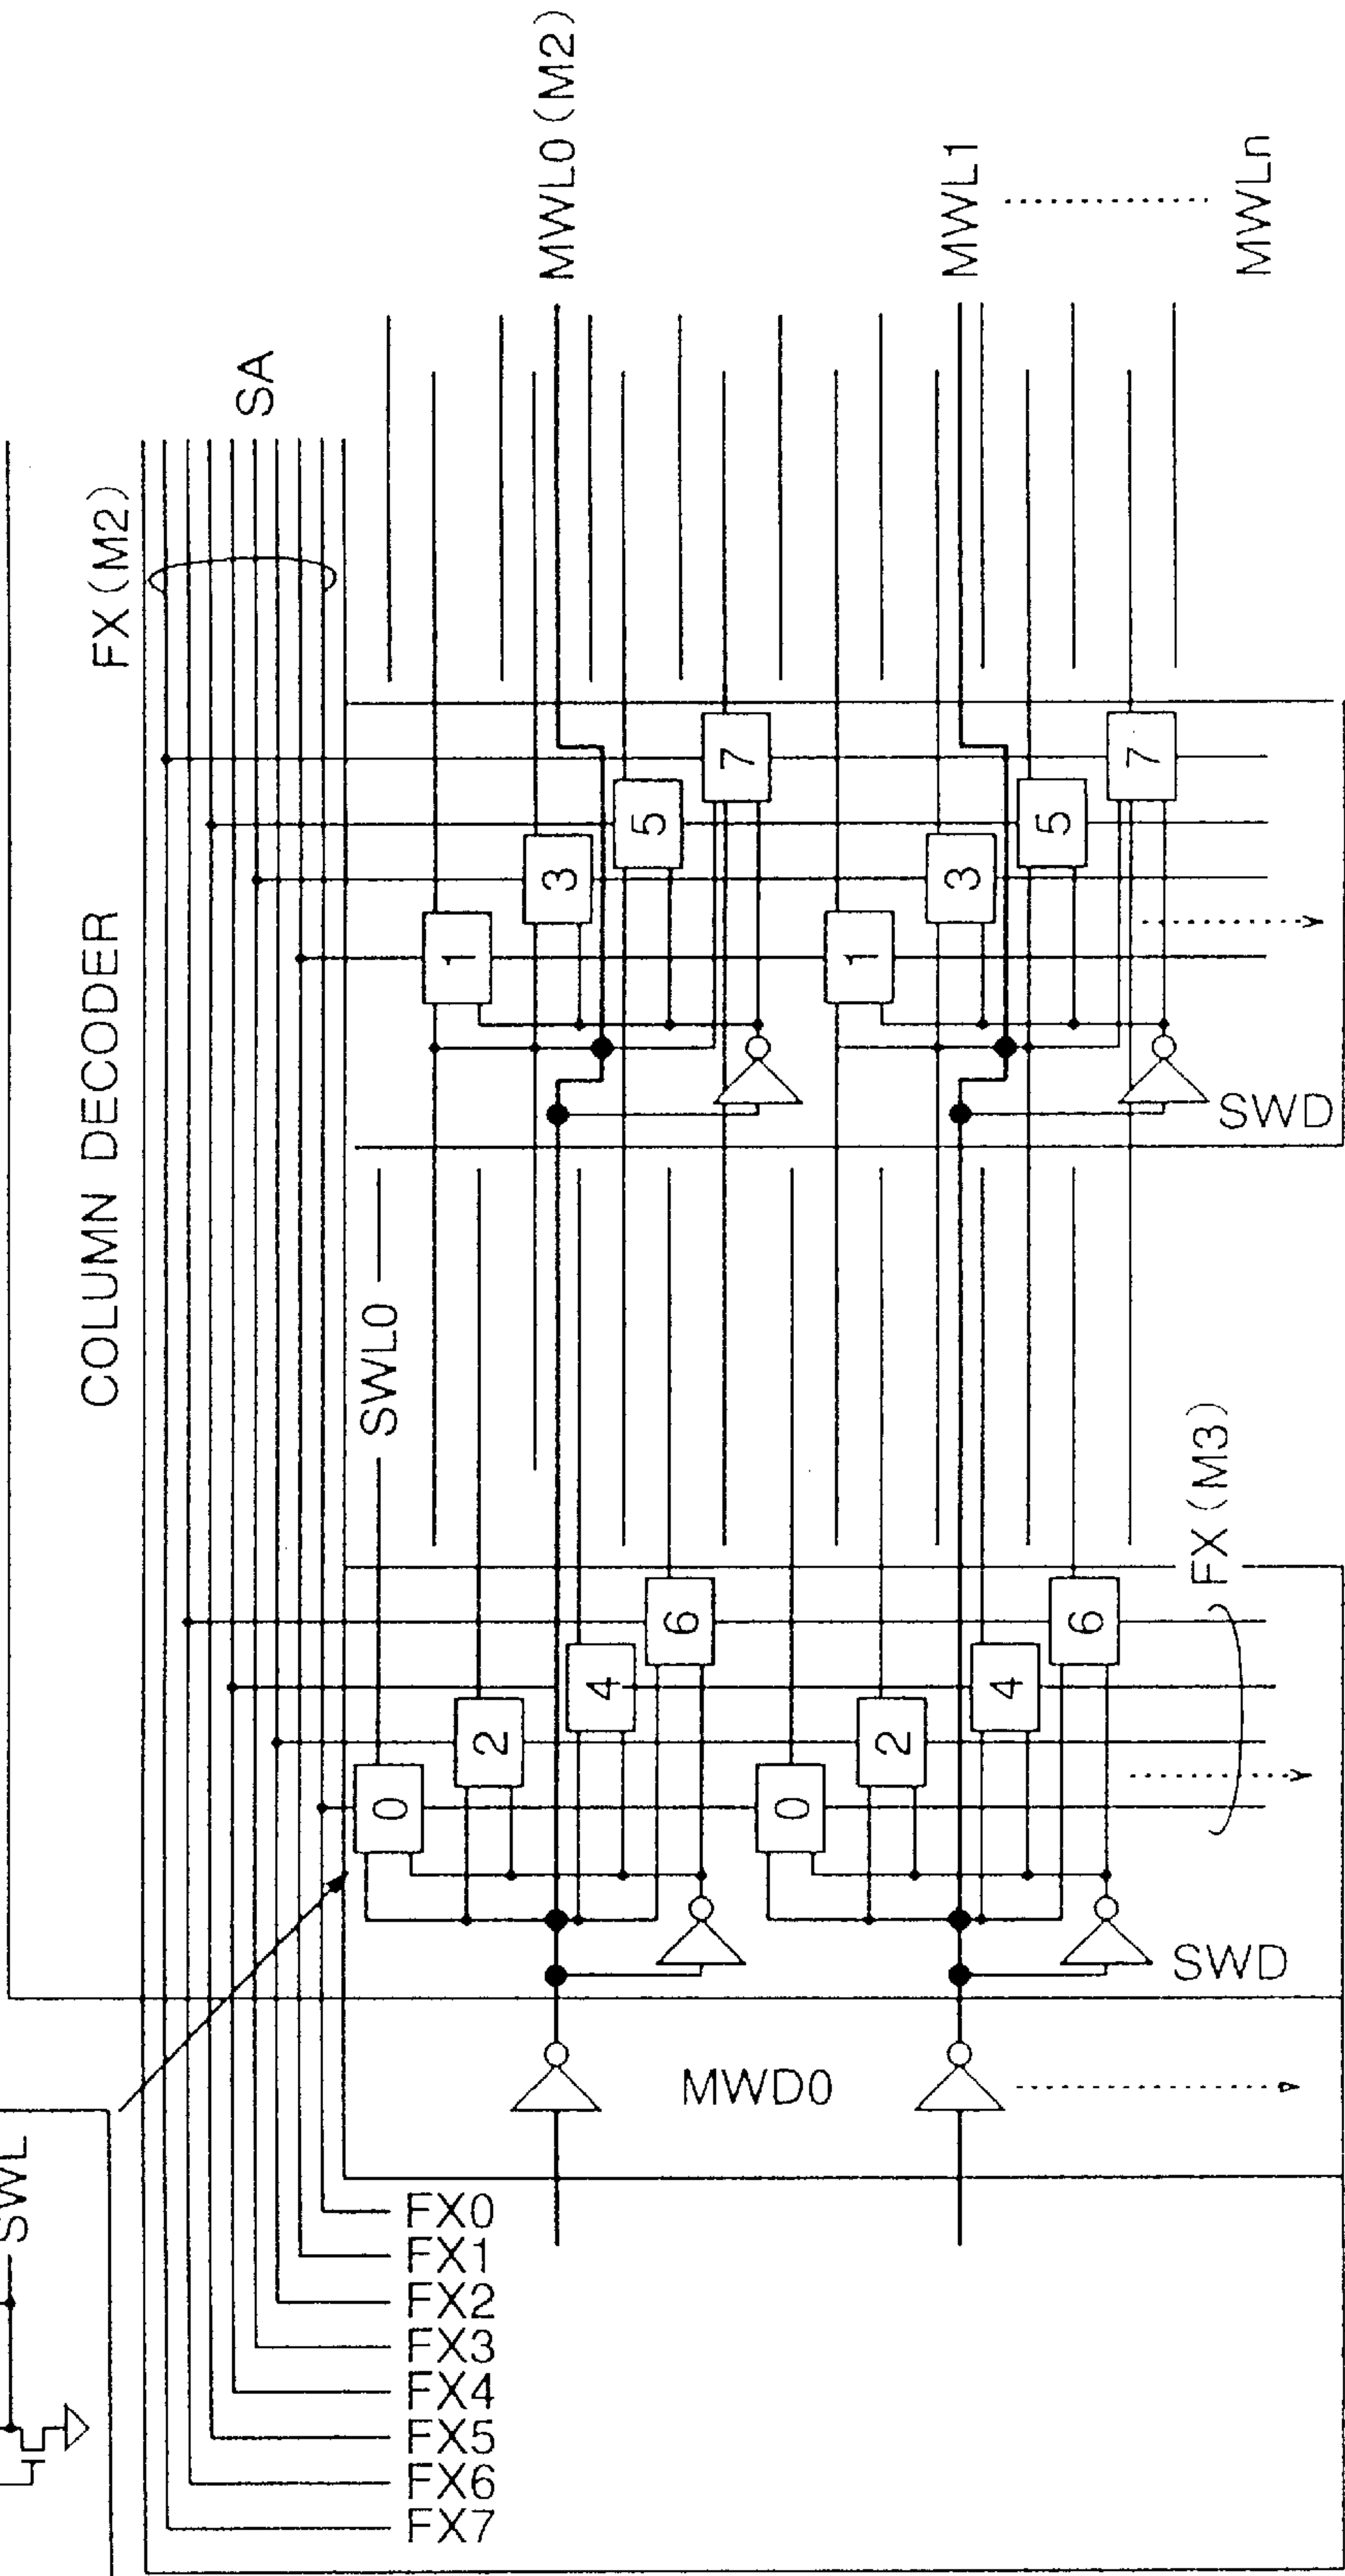 COLUMN DECODER
FX(M2)
SA
SWL
SWL0
MWL0(M2)
MWL1
MWLn
FX0
FX1
FX2
FX3
FX4
FX5
FX6
FX7
MWD0
0
2
4
6
0
2
4
6
SWD
FX(M3)
1
3
5
7
1
3
5
7
SWD